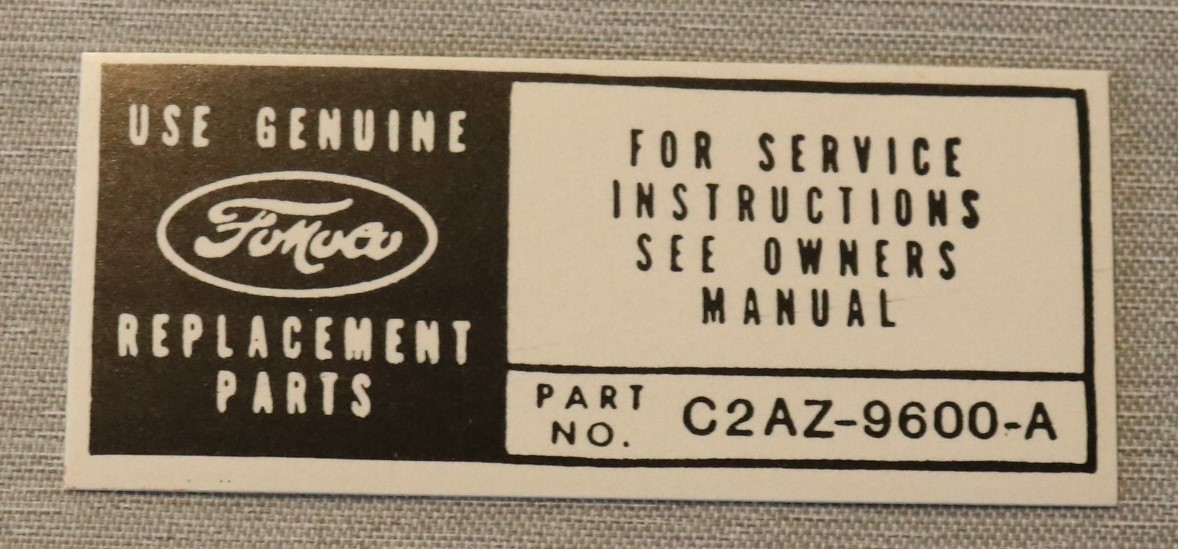 USE GENUINE
FoMoCo
REPLACEMENT
PARTS
FOR SERVICE
INSTRUCTIONS
SEE OWNERS
MANUAL
PART NO. C2AZ-9600-A